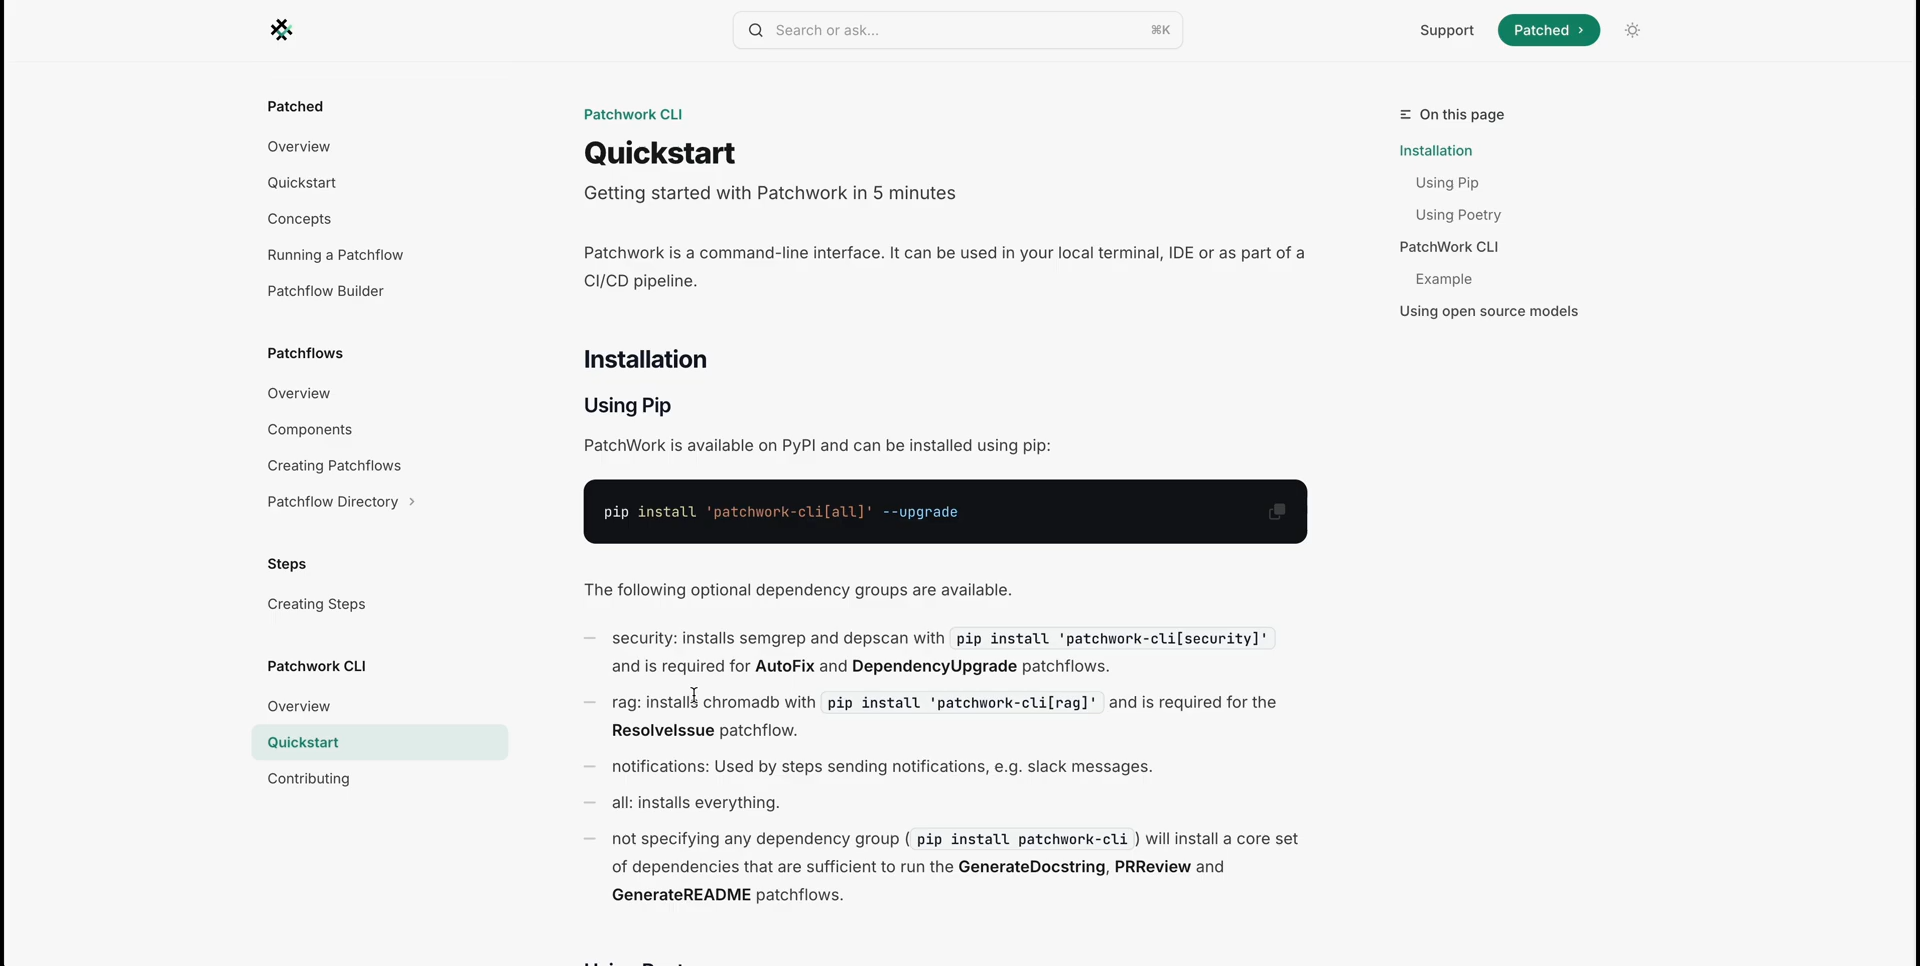 Search or ask...
⌘K
Support
Patched
Patched
Overview
Quickstart
Concepts
Running a Patchflow
Patchflow Builder
Patchflows
Overview
Components
Creating Patchflows
Patchflow Directory
Steps
Creating Steps
Patchwork CLI
Overview
Quickstart
Contributing
Patchwork CLI
Quickstart
Getting started with Patchwork in 5 minutes
Patchwork is a command-line interface. It can be used in your local terminal, IDE or as part of a
CI/CD pipeline.
Installation
Using Pip
PatchWork is available on PyPI and can be installed using pip:
pip install 'patchwork-cli[all]' --upgrade
The following optional dependency groups are available.
security: installs semgrep and depscan with pip install 'patchwork-cli[security]'
and is required for AutoFix and DependencyUpgrade patchflows.
rag: installs chromadb with pip install 'patchwork-cli[rag]' and is required for the
ResolveIssue patchflow.
notifications: Used by steps sending notifications, e.g. slack messages.
all: installs everything.
not specifying any dependency group (pip install patchwork-cli) will install a core set
of dependencies that are sufficient to run the GenerateDocstring, PRReview and
GenerateREADME patchflows.
On this page
Installation
Using Pip
Using Poetry
PatchWork CLI
Example
Using open source models